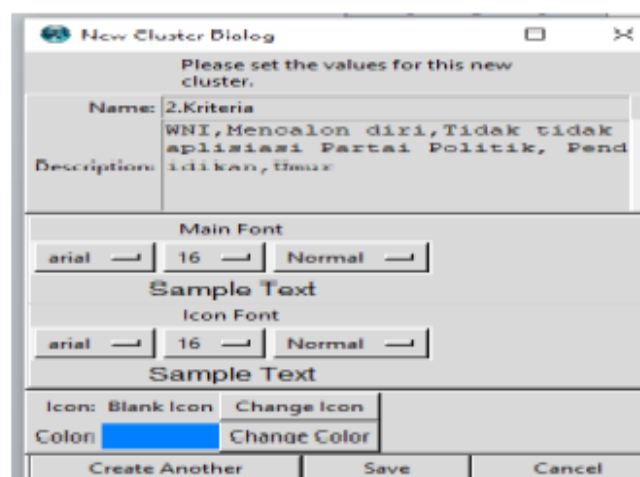 New Cluster Dialog
Please set the values for this new
cluster.
Name: 2.Kriteria
Description:
WNI,Mencalon diri,Tidak tidak
aplisiasi Partai Politik, Pend
idikan,Umur
Main Font
arial 16 Normal
Sample Text
Icon Font
arial 16 Normal
Sample Text
Icon: Blank Icon Change Icon
Color: Change Color
Create Another Save Cancel